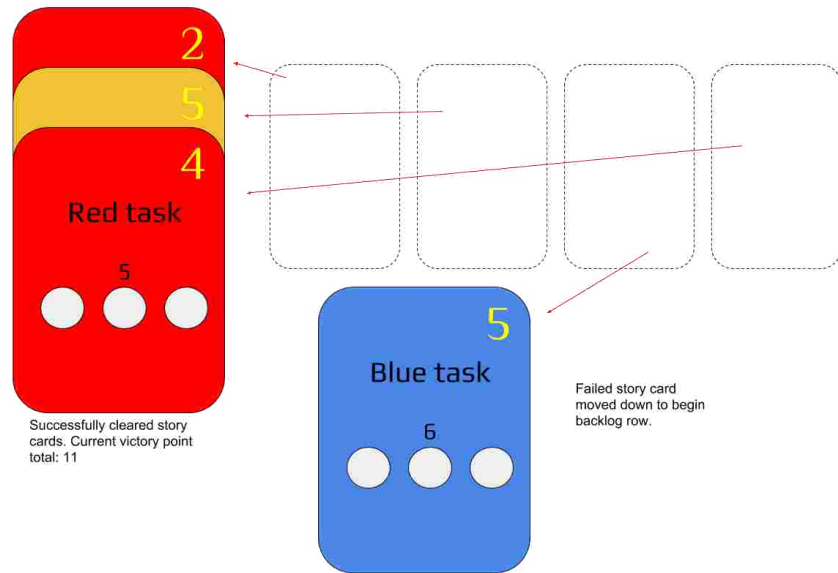 2
5
4
Red task
5
Successfully cleared story
cards. Current victory point
total: 11
5
Blue task
6
Failed story card
moved down to begin
backlog row.